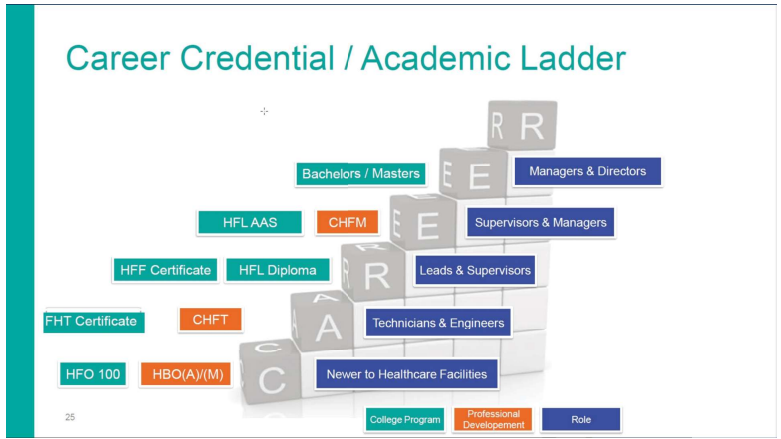 Career Credential / Academic Ladder
R R
Bachelors / Masters
E E
Managers & Directors
HFL AAS
CHFM
E E
Supervisors & Managers
HFF Certificate
HFL Diploma
R R R
Leads & Supervisors
FHT Certificate
CHFT
A A A
Technicians & Engineers
HFO 100
HBO(A)/(M)
C C C
Newer to Healthcare Facilities
25
College Program
Professional
Developement
Role